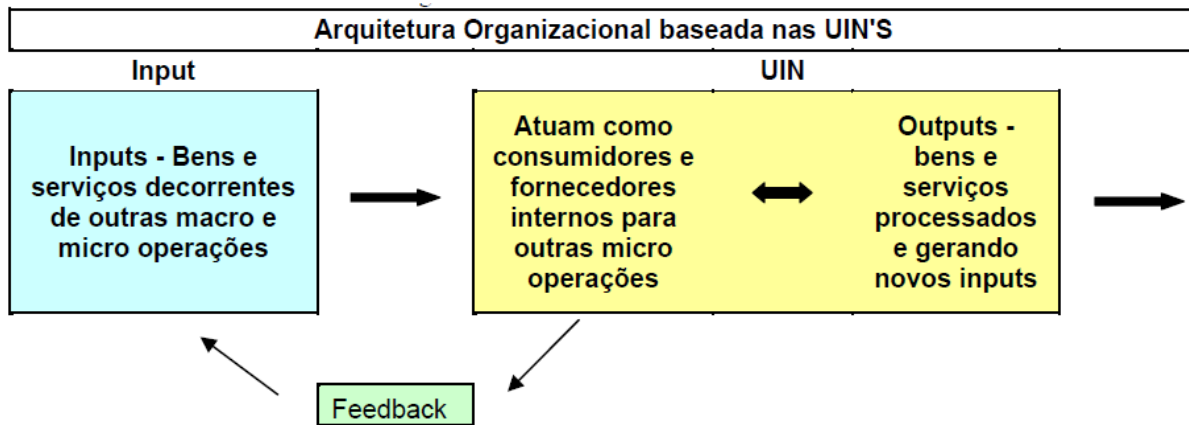 Arquitetura Organizacional baseada nas UIN'S
Input
UIN
Inputs - Bens e
serviços decorrentes
de outras macro e
micro operações
Atuam como
consumidores e
fornecedores
internos para
outras micro
operações
Outputs -
bens e
serviços
processados
e gerando
novos inputs
Feedback